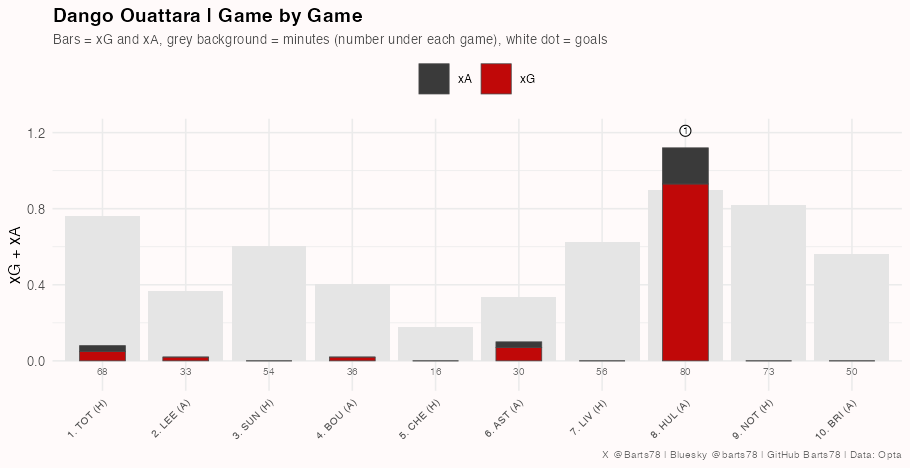 Dango Ouattara | Game by Game
Bars = xG and xA, grey background = minutes (number under each game), white dot = goals
xA xG
xG + xA
1.2
0.8
0.4
0.0
1
68 33 54 36 16 30 56 80 73 50
1. TOT (H) 2. LEE (A) 3. SUN (H) 4. BOU (A) 5. CHE (H) 6. AST (A) 7. LIV (H) 8. HUL (A) 9. NOT (H) 10. BRI (A)
X @Barts78 | Bluesky @barts78 | GitHub Barts78 | Data: Opta